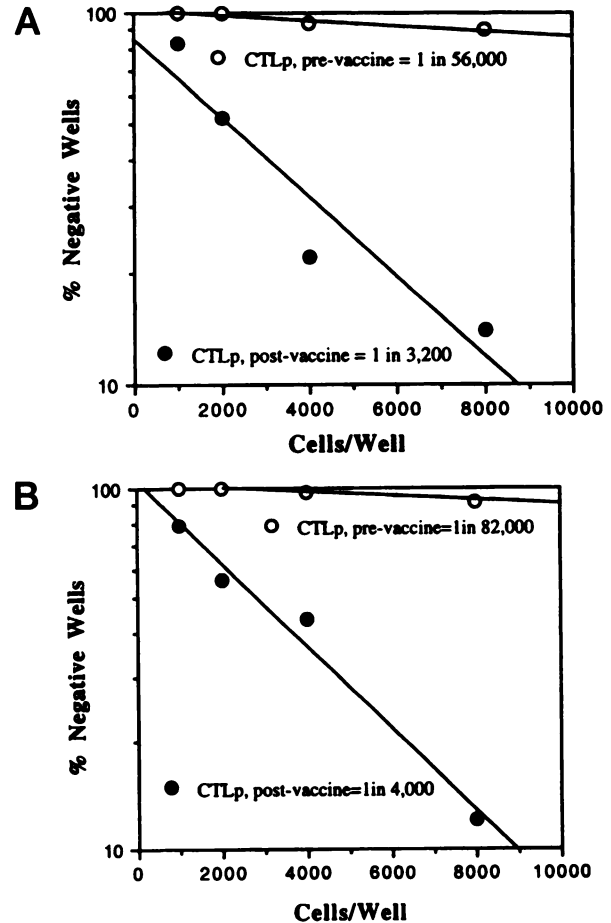 A
100
CTLp, pre-vaccine = 1 in 56,000
% Negative Wells
CTLp, post-vaccine = 1 in 3,200
10
0 2000 4000 6000 8000 10000
Cells/Well
B
100
CTLp, pre-vaccine=1in 82,000
% Negative Wells
CTLp, post-vaccine=1in 4,000
10
0 2000 4000 6000 8000 10000
Cells/Well